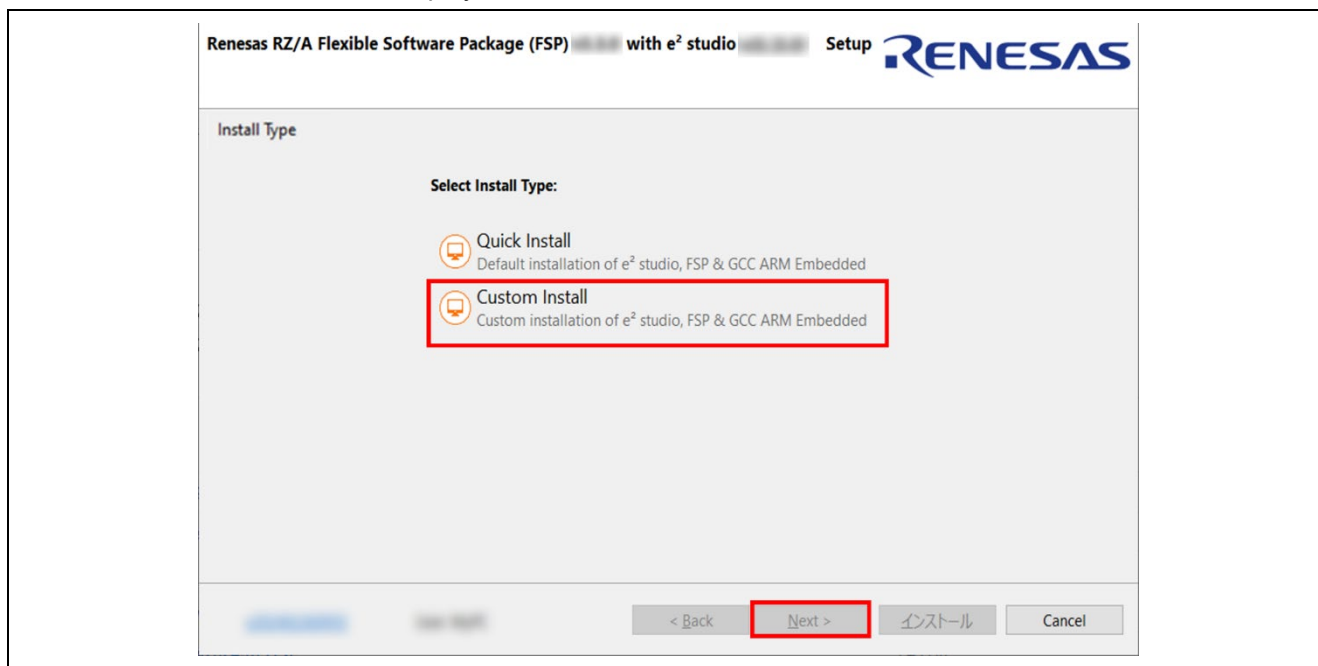 Renesas RZ/A Flexible Software Package (FSP) with e² studio Setup
RENESAS
Install Type
Select Install Type:
Quick Install
Default installation of e² studio, FSP & GCC ARM Embedded
Custom Install
Custom installation of e² studio, FSP & GCC ARM Embedded
< Back Next > インストール Cancel